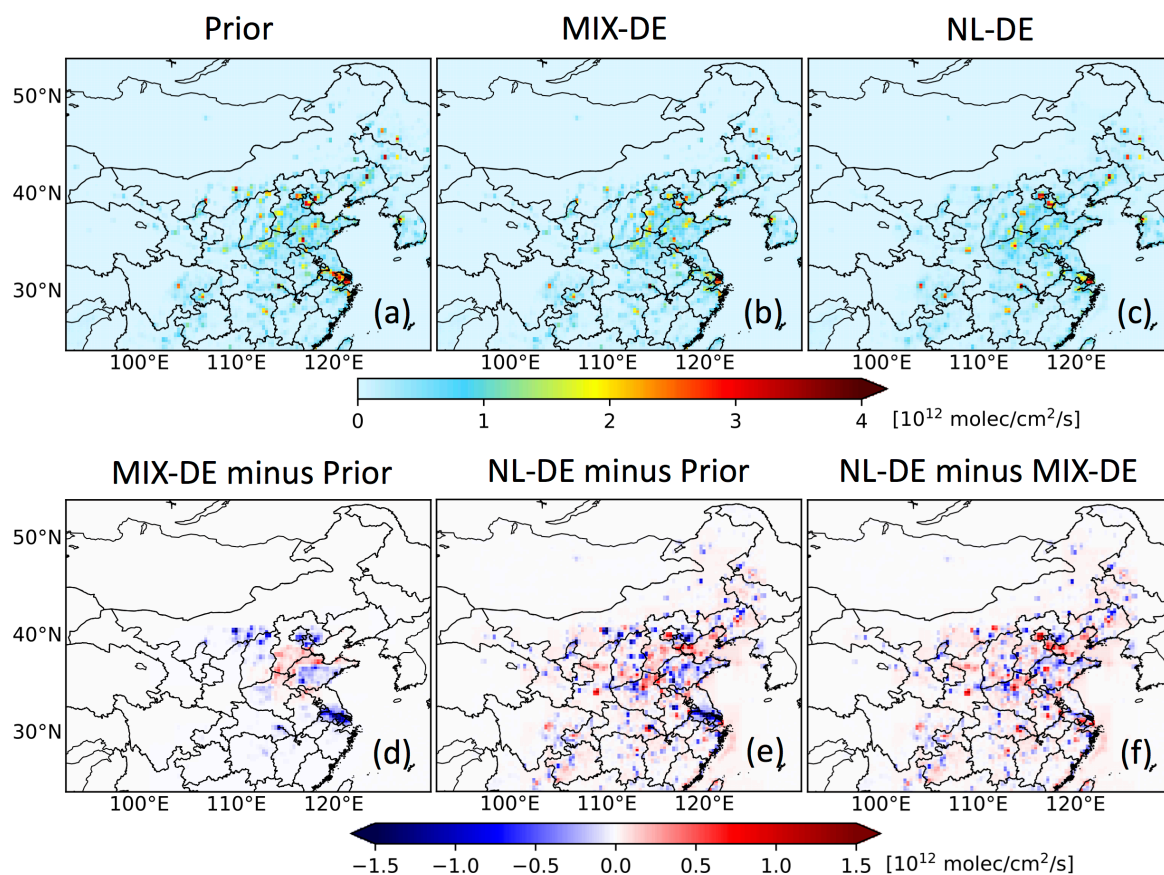 Prior MIX-DE NL-DE
50°N
40°N
30°N
(a) (b) (c)
100°E 110°E 120°E 100°E 110°E 120°E 100°E 110°E 120°E
0 1 2 3 4 [10¹² molec/cm²/s]
MIX-DE minus Prior NL-DE minus Prior NL-DE minus MIX-DE
50°N
40°N
30°N
(d) (e) (f)
100°E 110°E 120°E 100°E 110°E 120°E 100°E 110°E 120°E
−1.5 −1.0 −0.5 0.0 0.5 1.0 1.5 [10¹² molec/cm²/s]